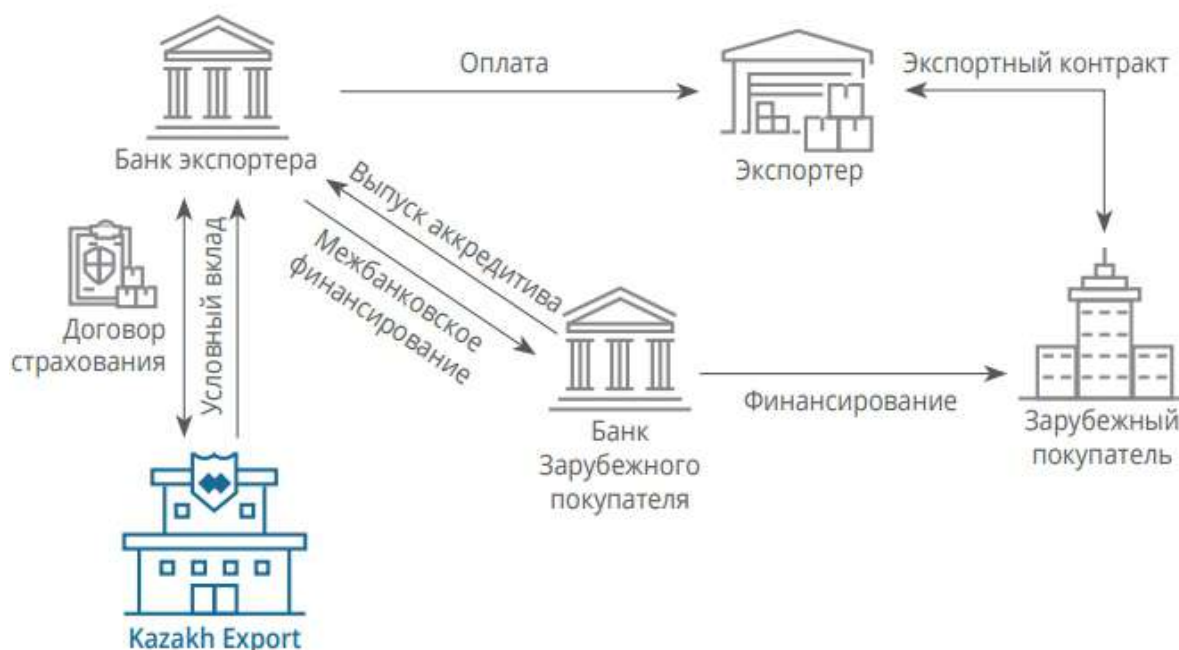 Оплата
Экспортный контракт
Банк экспортера
Экспортер
Выпуск аккредитива
Межбанковское
финансирование
Договор
страхования
Условный вклад
Финансирование
Банк
Зарубежного
покупателя
Зарубежный
покупатель
Kazakh Export